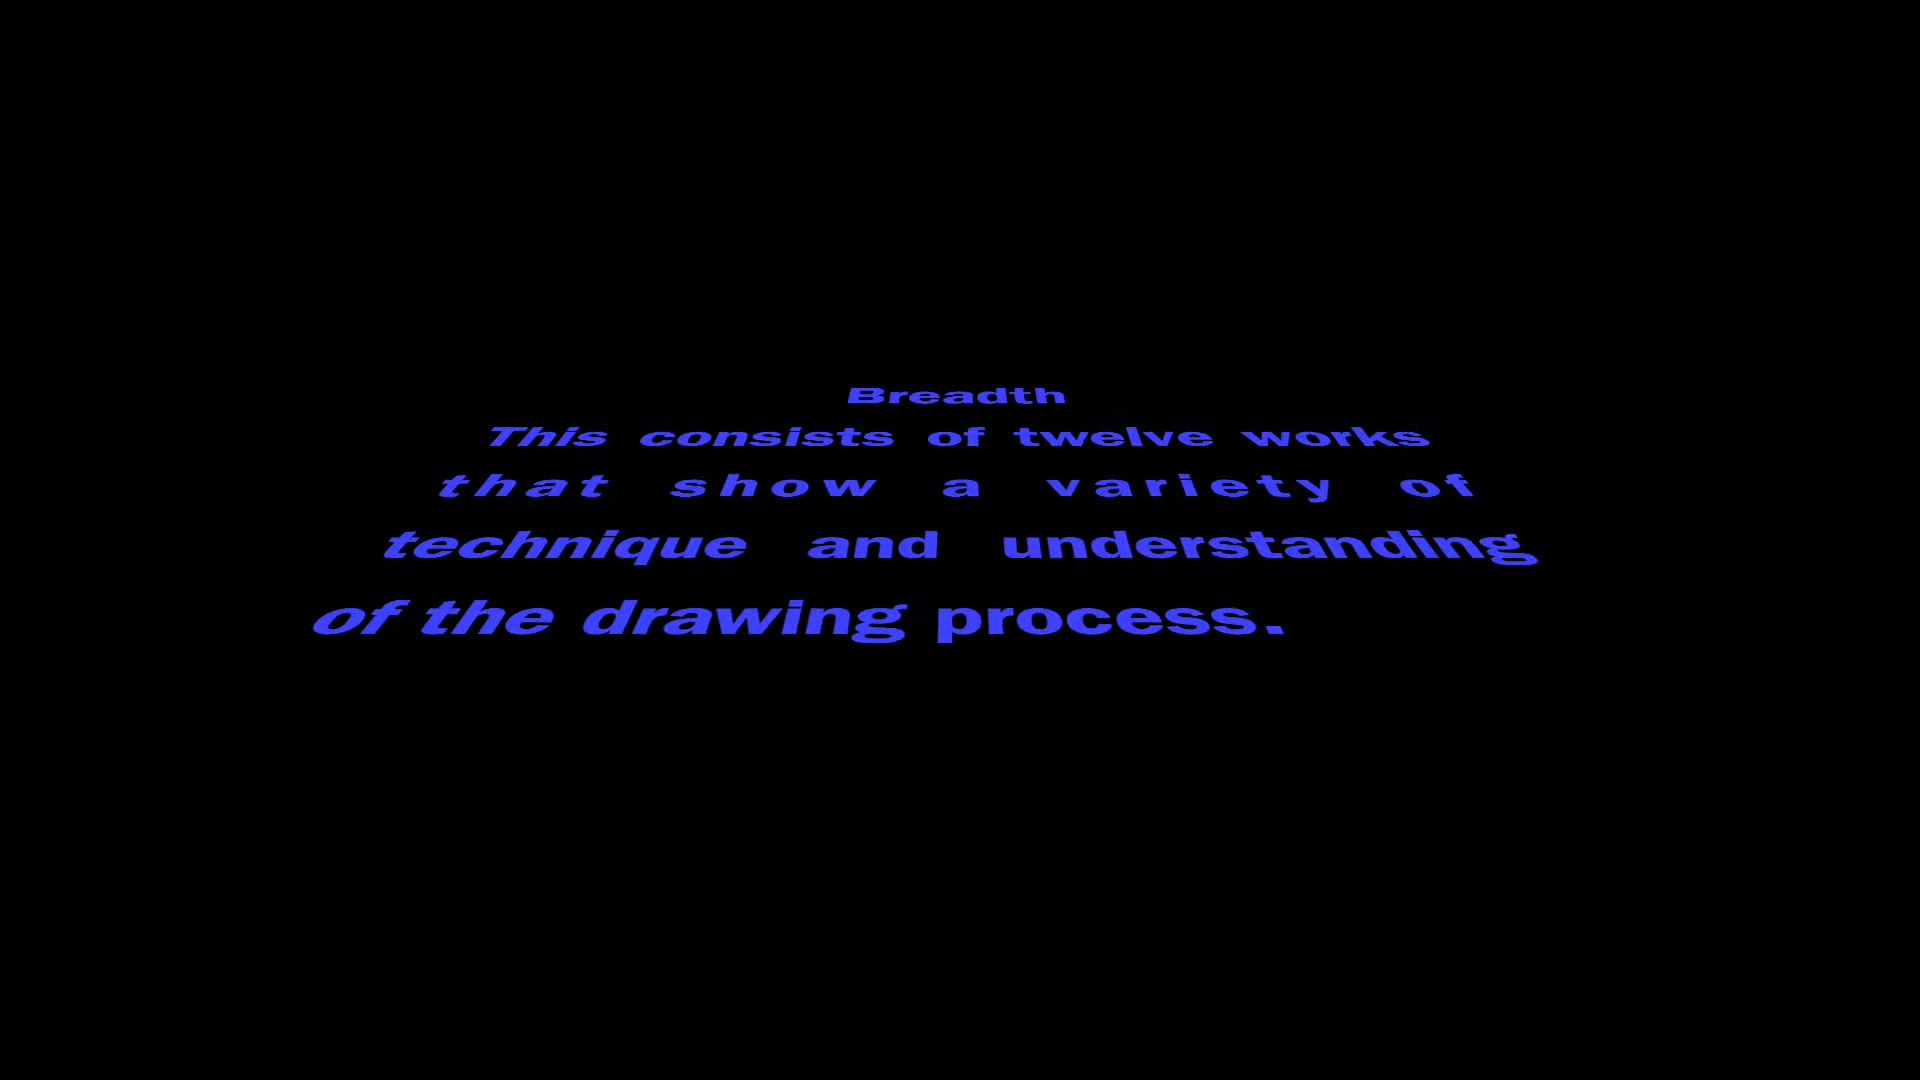 Breadth
This consists of twelve works
that show a variety of
technique and understanding
of the drawing process.